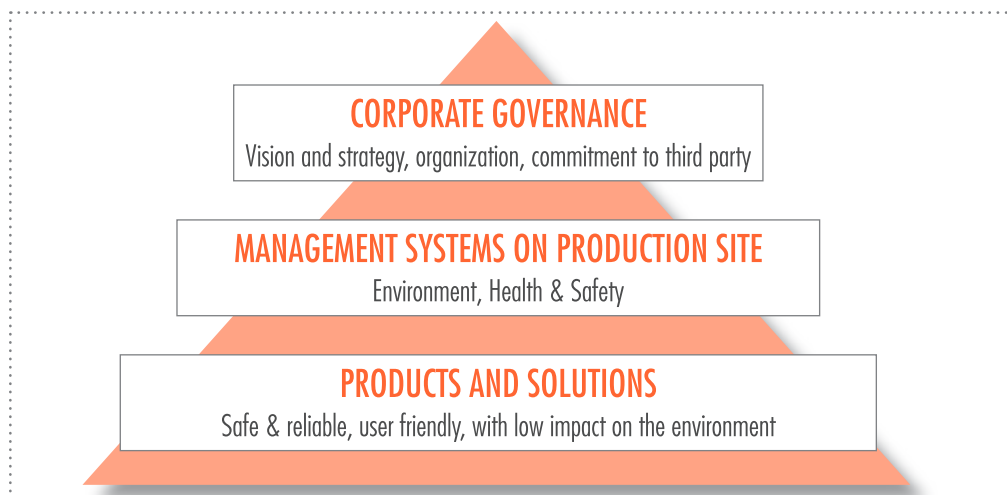 CORPORATE GOVERNANCE
Vision and strategy, organization, commitment to third party
MANAGEMENT SYSTEMS ON PRODUCTION SITE
Environment, Health & Safety
PRODUCTS AND SOLUTIONS
Safe & reliable, user friendly, with low impact on the environment